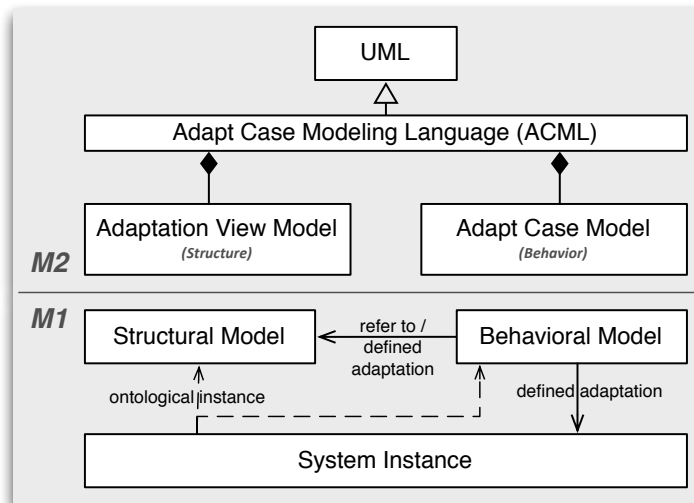 UML
Adapt Case Modeling Language (ACML)
Adaptation View Model
(Structure)
Adapt Case Model
(Behavior)
M2
M1
Structural Model
refer to /
defined
adaptation
Behavioral Model
ontological instance
defined adaptation
System Instance